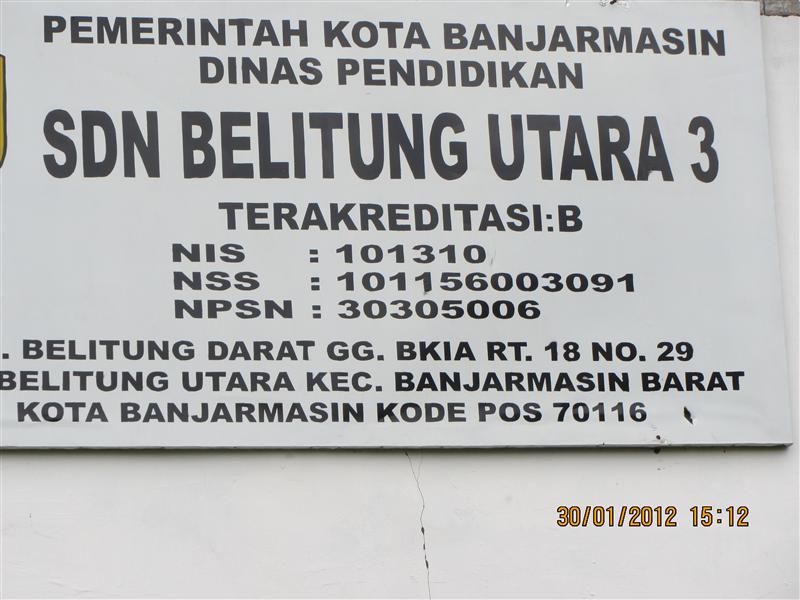 PEMERINTAH KOTA BANJARMASIN
DINAS PENDIDIKAN
SDN BELITUNG UTARA 3
TERAKREDITASI:B
NIS : 101310
NSS : 101156003091
NPSN : 30305006
. BELITUNG DARAT GG. BKIA RT. 18 NO. 29
BELITUNG UTARA KEC. BANJARMASIN BARAT
KOTA BANJARMASIN KODE POS 70116
30/01/2012 15:12